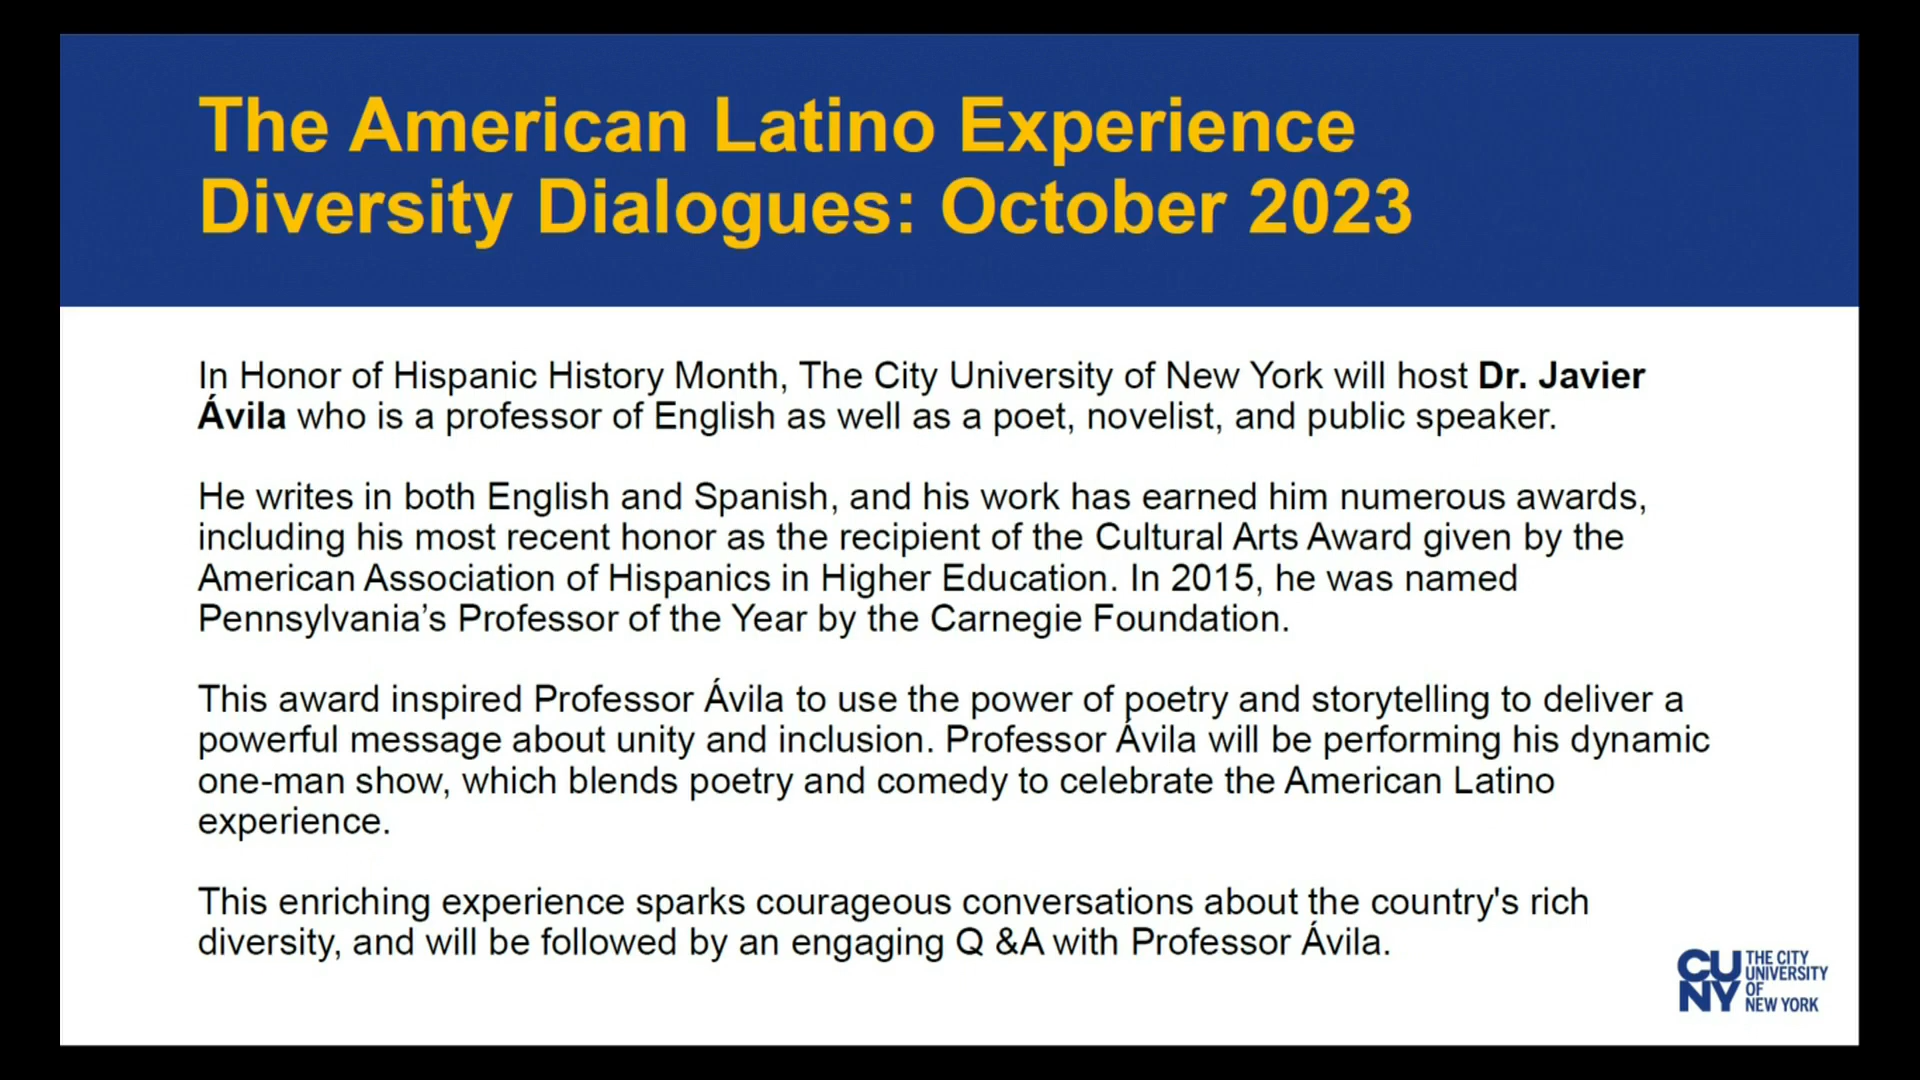 The American Latino Experience
Diversity Dialogues: October 2023
In Honor of Hispanic History Month, The City University of New York will host Dr. Javier
Ávila who is a professor of English as well as a poet, novelist, and public speaker.
He writes in both English and Spanish, and his work has earned him numerous awards,
including his most recent honor as the recipient of the Cultural Arts Award given by the
American Association of Hispanics in Higher Education. In 2015, he was named
Pennsylvania’s Professor of the Year by the Carnegie Foundation.
This award inspired Professor Ávila to use the power of poetry and storytelling to deliver a
powerful message about unity and inclusion. Professor Ávila will be performing his dynamic
one-man show, which blends poetry and comedy to celebrate the American Latino
experience.
This enriching experience sparks courageous conversations about the country's rich
diversity, and will be followed by an engaging Q &A with Professor Ávila.
CU
NY
THE CITY
UNIVERSITY
OF
NEW YORK